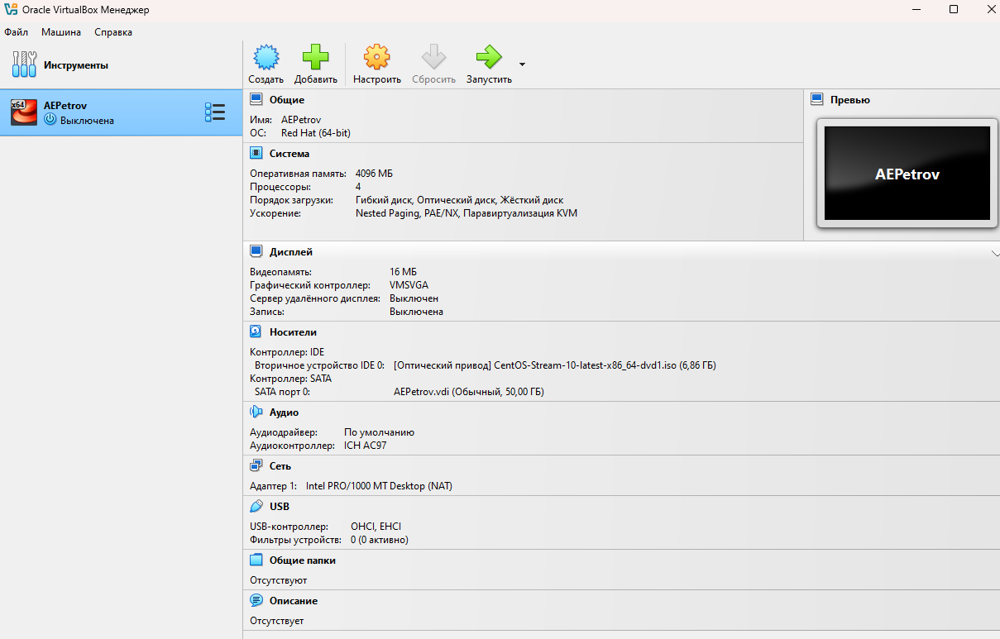 Oracle VirtualBox Менеджер
Файл Машина Справка
Инструменты
Создать Добавить Настроить Сбросить Запустить
x64
AEPetrov
Выключена
Общие
Имя: AEPetrov
ОС: Red Hat (64-bit)
Превью
AEPetrov
Система
Оперативная память: 4096 МБ
Процессоры: 4
Порядок загрузки: Гибкий диск, Оптический диск, Жёсткий диск
Ускорение: Nested Paging, PAE/NX, Паравиртуализация KVM
Дисплей
Видеопамять: 16 МБ
Графический контроллер: VMSVGA
Сервер удалённого дисплея: Выключен
Запись: Выключена
Носители
Контроллер: IDE
Вторичное устройство IDE 0: [Оптический привод] CentOS-Stream-10-latest-x86_64-dvd1.iso (6,86 ГБ)
Контроллер: SATA
SATA порт 0: AEPetrov.vdi (Обычный, 50,00 ГБ)
Аудио
Аудиодрайвер: По умолчанию
Аудиоконтроллер: ICH AC97
Сеть
Адаптер 1: Intel PRO/1000 MT Desktop (NAT)
USB
USB-контроллер: OHCI, EHCI
Фильтры устройств: 0 (0 активно)
Общие папки
Отсутствуют
Описание
Отсутствует